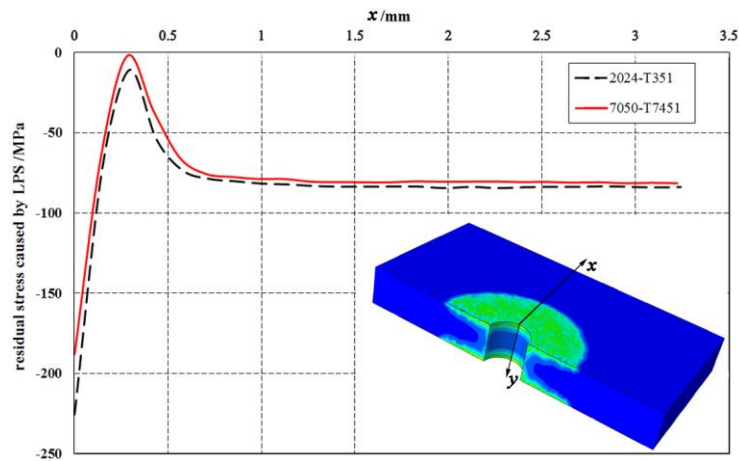 x /mm
0 0.5 1 1.5 2 2.5 3 3.5
0
-50
-100
-150
-200
-250
residual stress caused by LPS /MPa
2024-T351
7050-T7451
x
y